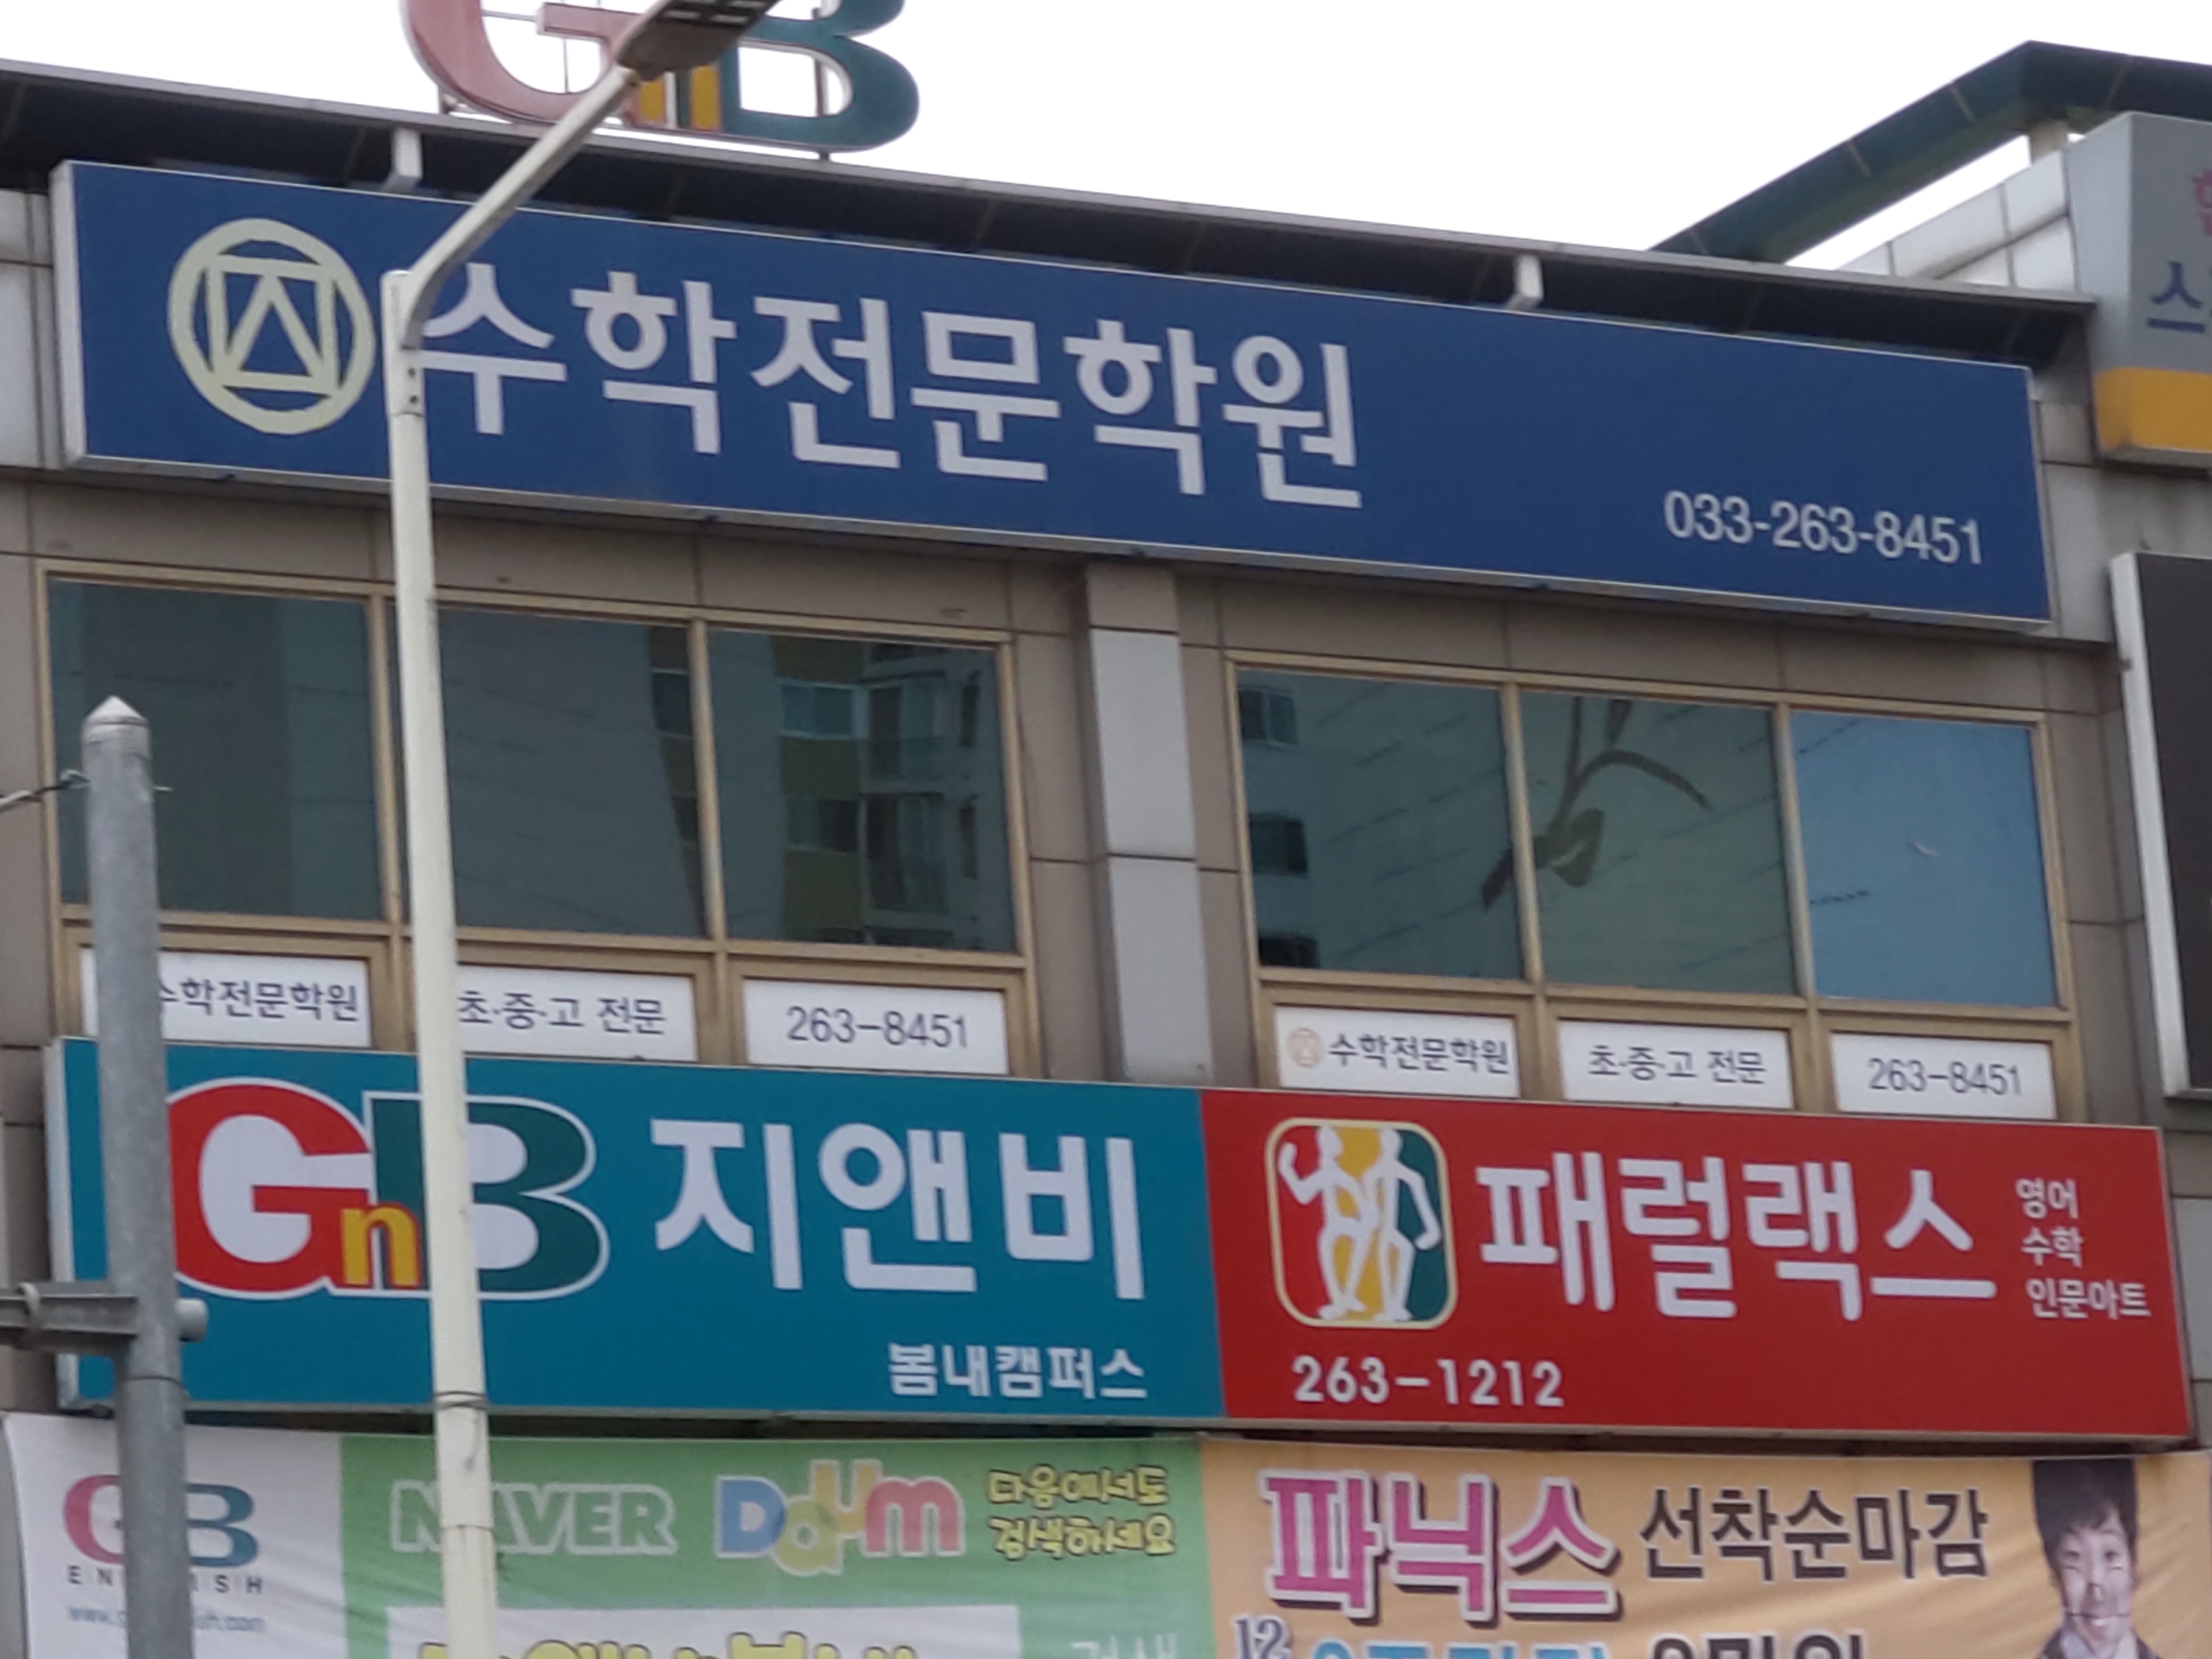 GnB
수학전문학원
033-263-8451
수학전문학원
초·중·고 전문
263-8451
수학전문학원
초·중·고 전문
263-8451
GnB 지앤비
봄내캠퍼스
패럴랙스
영어
수학
인문아트
263-1212
NAVER Daum
다음에서도
검색하세요
파닉스 선착순마감
12